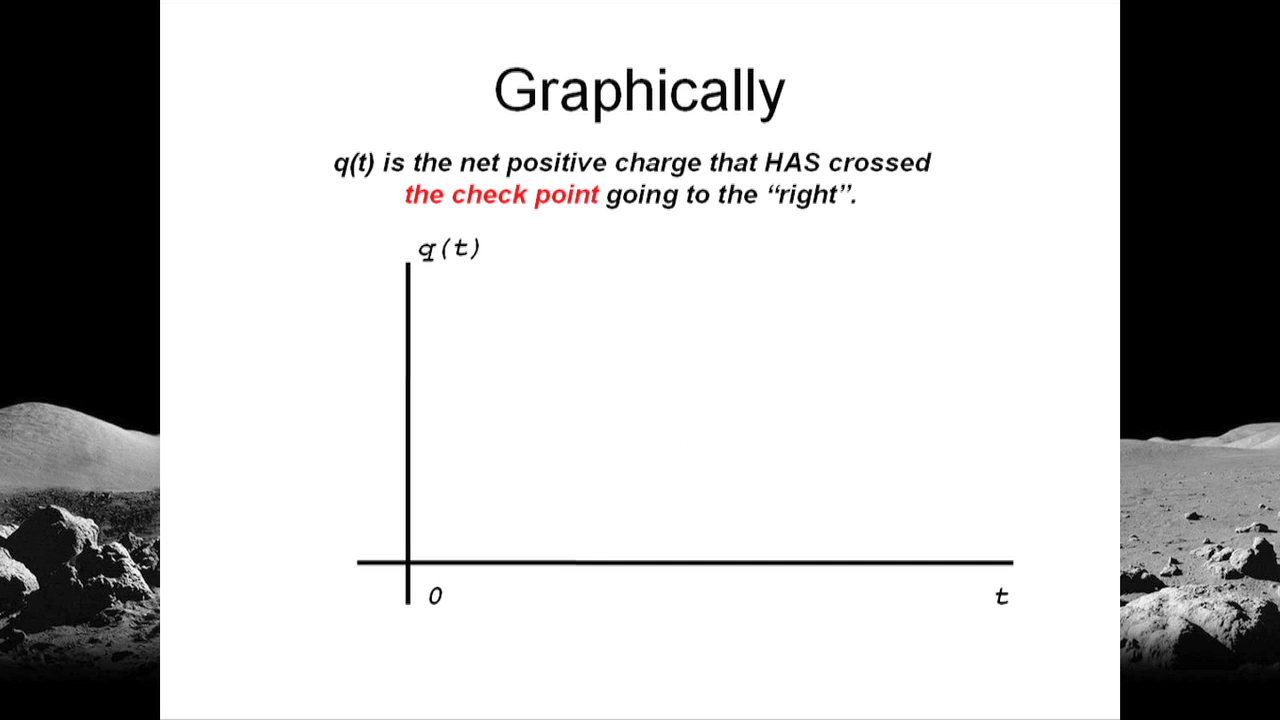 Graphically
q(t) is the net positive charge that HAS crossed
the check point going to the “right”.
q(t)
0
t